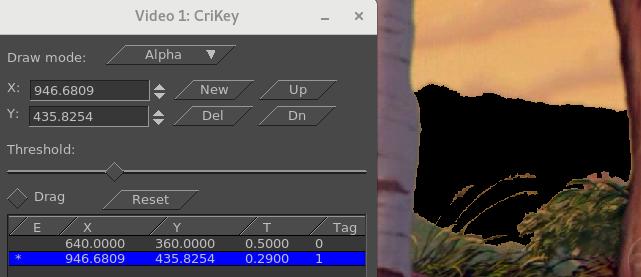 Video 1: CriKey
Draw mode: Alpha
X: 946.6809 New Up
Y: 435.8254 Del Dn
Threshold:
Drag Reset
E X Y T Tag
640.0000 360.0000 0.5000 0
* 946.6809 435.8254 0.2900 1